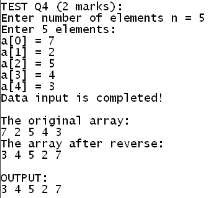 TEST Q4 (2 marks):
Enter number of elements n = 5
Enter 5 elements:
a[0] = 7
a[1] = 2
a[2] = 5
a[3] = 4
a[4] = 3
Data input is completed!
The original array:
7 2 5 4 3
The array after reverse:
3 4 5 2 7
OUTPUT:
3 4 5 2 7